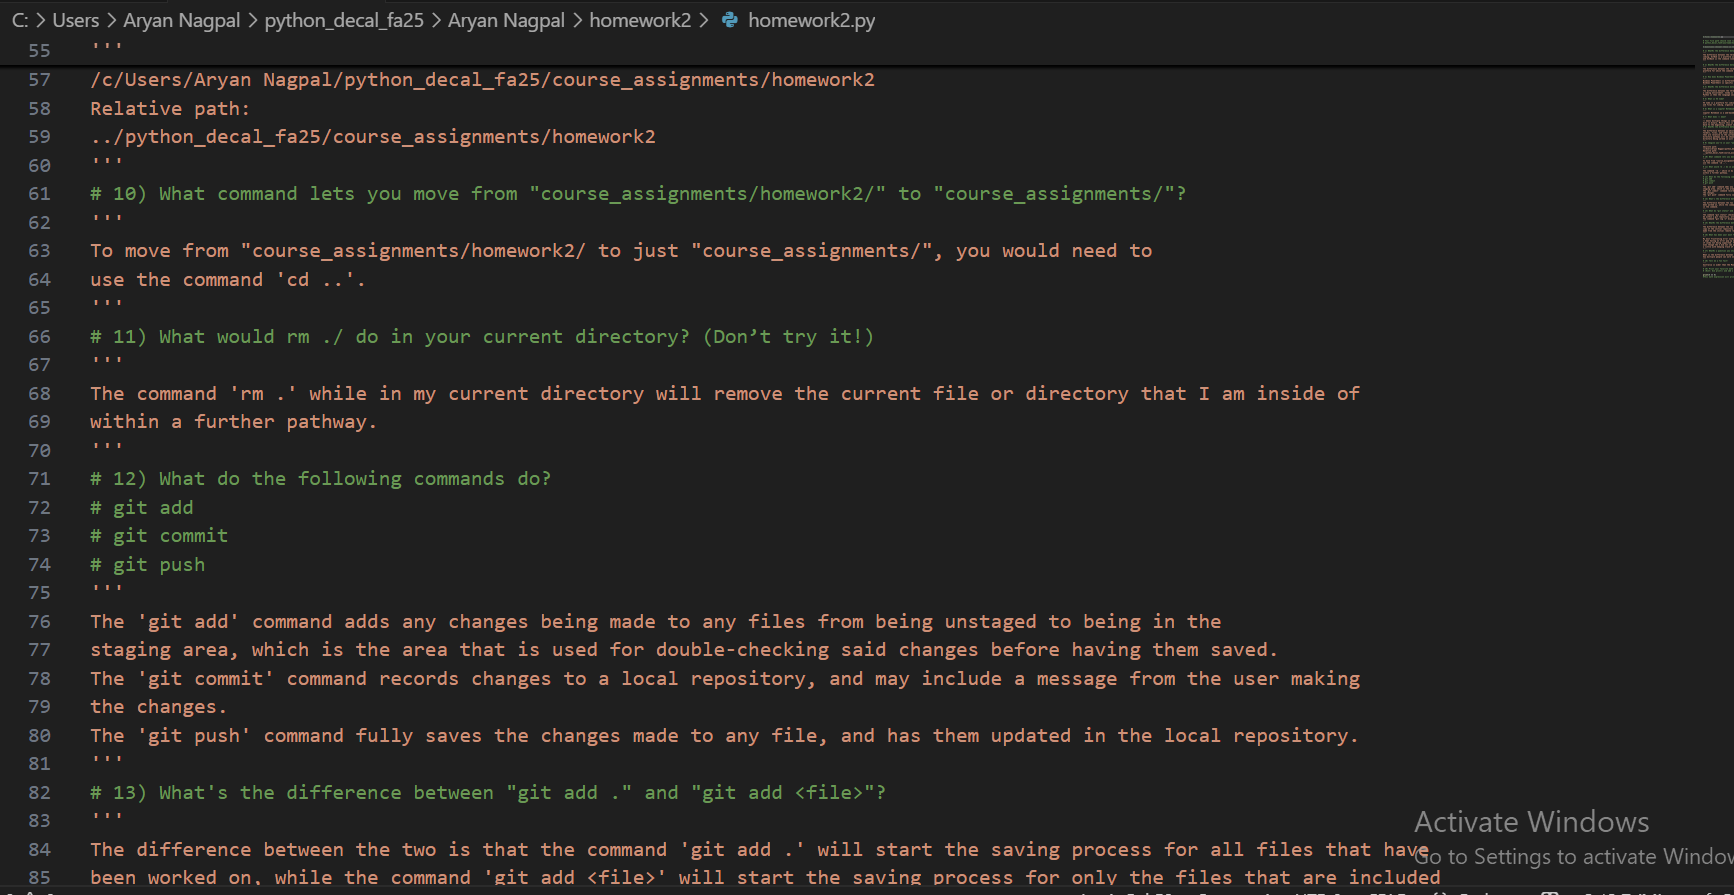 C: > Users > Aryan Nagpal > python_decal_fa25 > Aryan Nagpal > homework2 > homework2.py
55 '''
57 /c/Users/Aryan Nagpal/python_decal_fa25/course_assignments/homework2
58 Relative path:
59 ../python_decal_fa25/course_assignments/homework2
60 '''
61 # 10) What command lets you move from "course_assignments/homework2/" to "course_assignments/"?
62 '''
63 To move from "course_assignments/homework2/ to just "course_assignments/", you would need to
64 use the command 'cd ..'.
65 '''
66 # 11) What would rm ./ do in your current directory? (Don’t try it!)
67 '''
68 The command 'rm .' while in my current directory will remove the current file or directory that I am inside of
69 within a further pathway.
70 '''
71 # 12) What do the following commands do?
72 # git add
73 # git commit
74 # git push
75 '''
76 The 'git add' command adds any changes being made to any files from being unstaged to being in the
77 staging area, which is the area that is used for double-checking said changes before having them saved.
78 The 'git commit' command records changes to a local repository, and may include a message from the user making
79 the changes.
80 The 'git push' command fully saves the changes made to any file, and has them updated in the local repository.
81 '''
82 # 13) What's the difference between "git add ." and "git add <file>"?
83 '''
84 The difference between the two is that the command 'git add .' will start the saving process for all files that have
85 been worked on, while the command 'git add <file>' will start the saving process for only the files that are included
Activate Windows
Go to Settings to activate Window